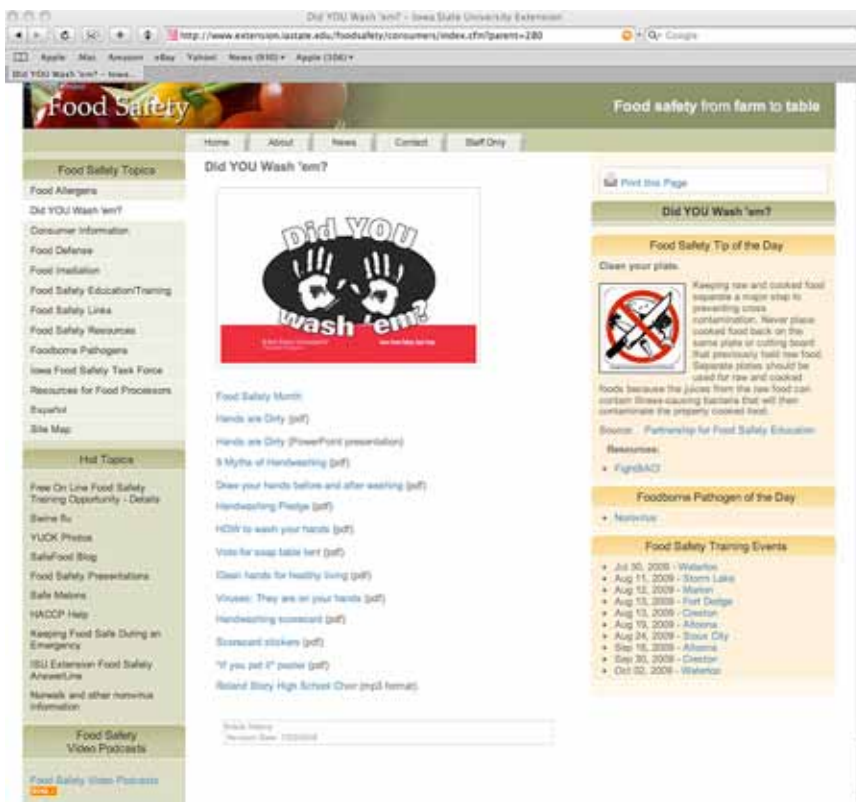 Did YOU Wash 'em? - Iowa State University Extension
http://www.extension.iastate.edu/foodsafety/consumers/index.cfm?parent=280
Google
Apple Mac Amazon eBay Yahoo! News (930) Apple (106)
Did YOU Wash 'em? - Iowa...
Food Safety
Food safety from farm to table
Home About News Contact Staff Only
Food Safety Topics
Food Allergens
Did YOU Wash 'em?
Consumer Information
Food Defense
Food Irradiation
Food Safety Education/Training
Food Safety Links
Food Safety Resources
Foodborne Pathogens
Iowa Food Safety Task Force
Resources for Food Processors
Español
Site Map
Hot Topics
Free On Line Food Safety
Training Opportunity - Details
Swine flu
YUCK Photos
SafeFood Blog
Food Safety Presentations
Safe Melons
HACCP Help
Keeping Food Safe During an
Emergency
ISU Extension Food Safety
AnswerLine
Norwalk and other norovirus
information
Food Safety
Video Podcasts
Food Safety Video Podcasts
Did YOU Wash 'em?
Did YOU
wash 'em?
Food Safety Month
Hands are Dirty (pdf)
Hands are Dirty (PowerPoint presentation)
5 Myths of Handwashing (pdf)
Draw your hands before and after washing (pdf)
Handwashing Pledge (pdf)
HOW to wash your hands (pdf)
Vote for soap table tent (pdf)
Clean hands for healthy living (pdf)
Viruses: They are on your hands (pdf)
Handwashing scorecard (pdf)
Scorecard stickers (pdf)
"If you pet it" poster (pdf)
Roland Story High School Choir (mp3 format)
Print this Page
Did YOU Wash 'em?
Food Safety Tip of the Day
Clean your plate.
Keeping raw and cooked food
separate a major step to
preventing cross
contamination. Never place
cooked food back on the
same plate or cutting board
that previously held raw food.
Separate plates should be
used for raw and cooked
foods because the juices from the raw food can
contain illness-causing bacteria that will then
contaminate the properly cooked food.
Source: Partnership for Food Safety Education
Resources:
FightBAC!
Foodborne Pathogen of the Day
Norovirus
Food Safety Training Events
Jul 30, 2009 - Waterloo
Aug 11, 2009 - Storm Lake
Aug 12, 2009 - Marion
Aug 13, 2009 - Fort Dodge
Aug 13, 2009 - Creston
Aug 19, 2009 - Altoona
Aug 24, 2009 - Sioux City
Sep 16, 2009 - Altoona
Sep 30, 2009 - Creston
Oct 02, 2009 - Waterloo